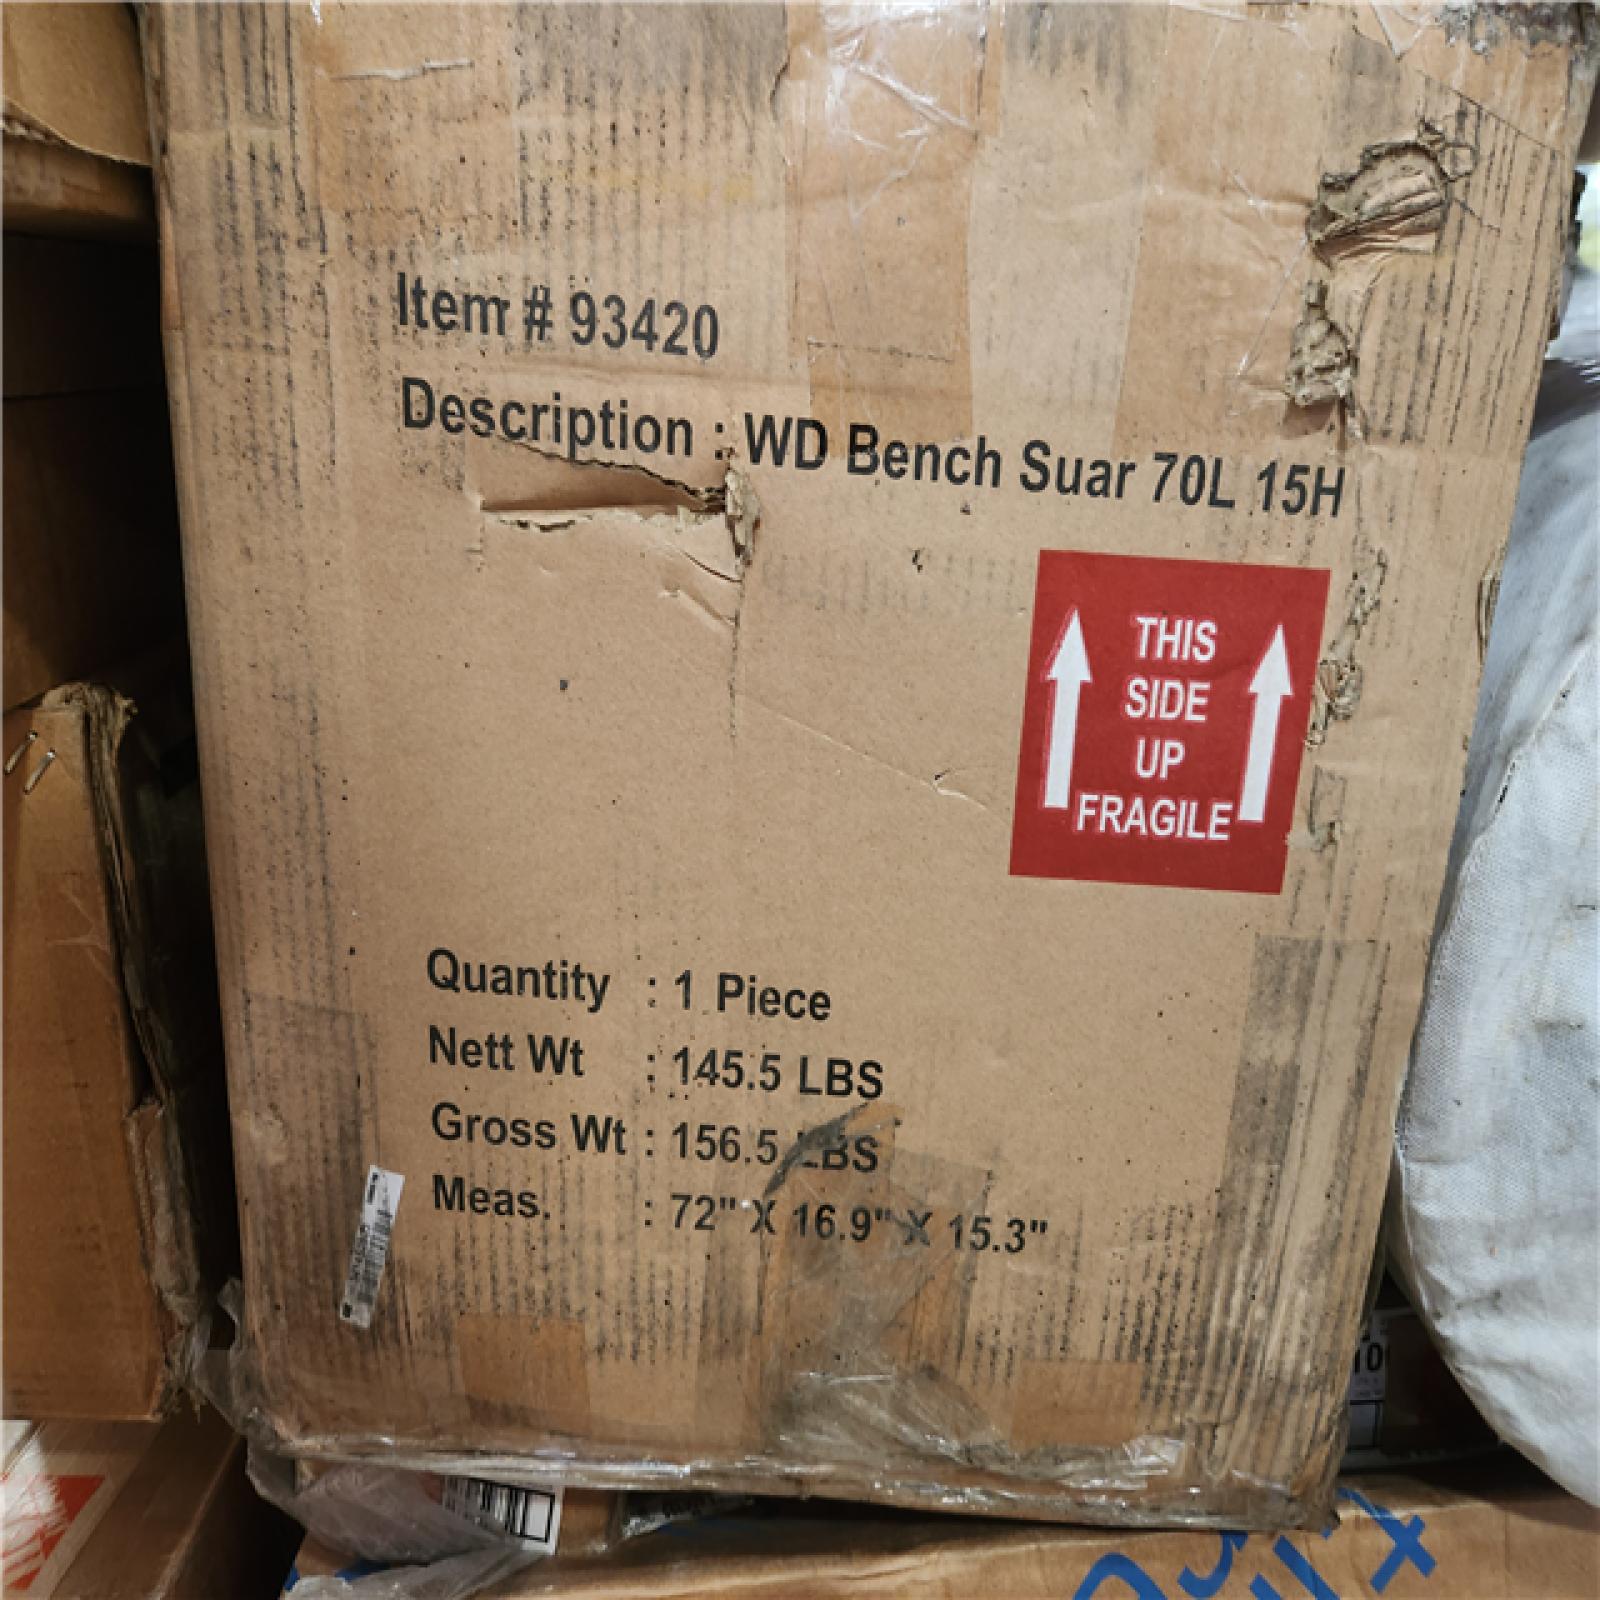 Item # 93420
Description : WD Bench Suar 70L 15H
THIS
SIDE
UP
FRAGILE
Quantity : 1 Piece
Nett Wt : 145.5 LBS
Gross Wt : 156.5 LBS
Meas. : 72" X 16.9" X 15.3"